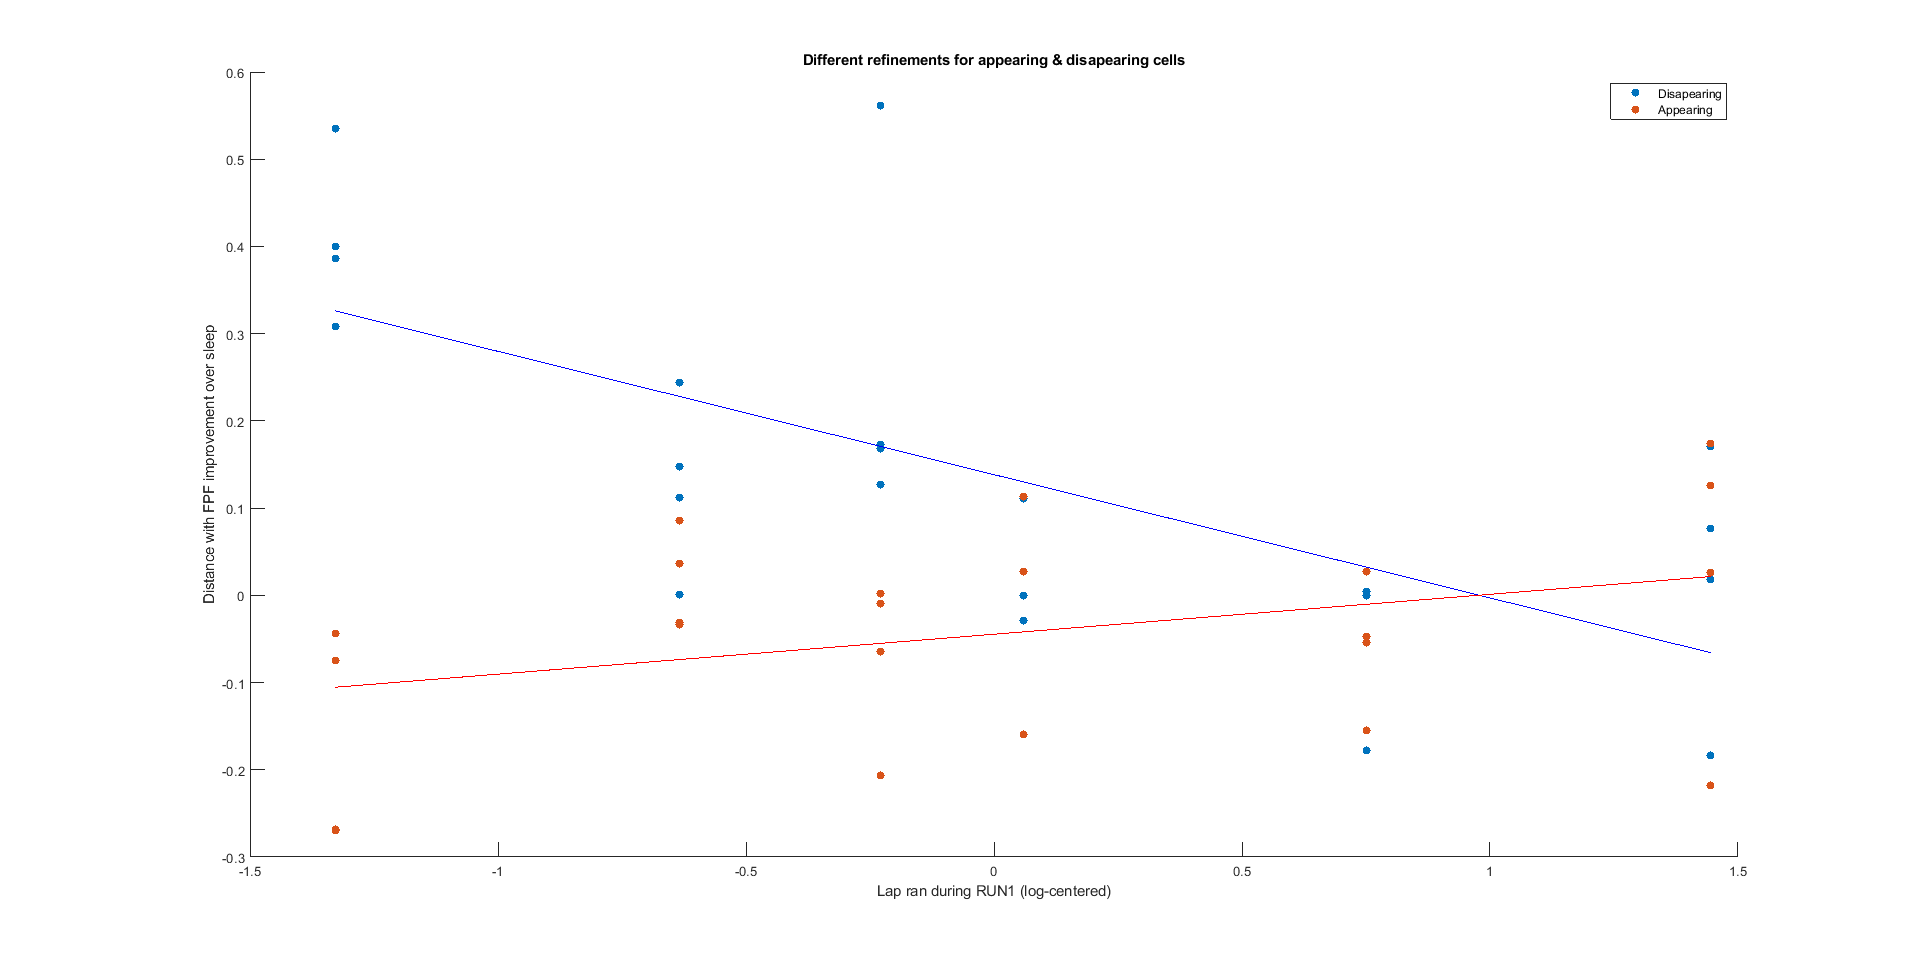 Different refinements for appearing & disapearing cells
Disapearing
Appearing
Distance with FPF improvement over sleep
0.6
0.5
0.4
0.3
0.2
0.1
0
-0.1
-0.2
-0.3
-1.5 -1 -0.5 0 0.5 1 1.5
Lap ran during RUN1 (log-centered)